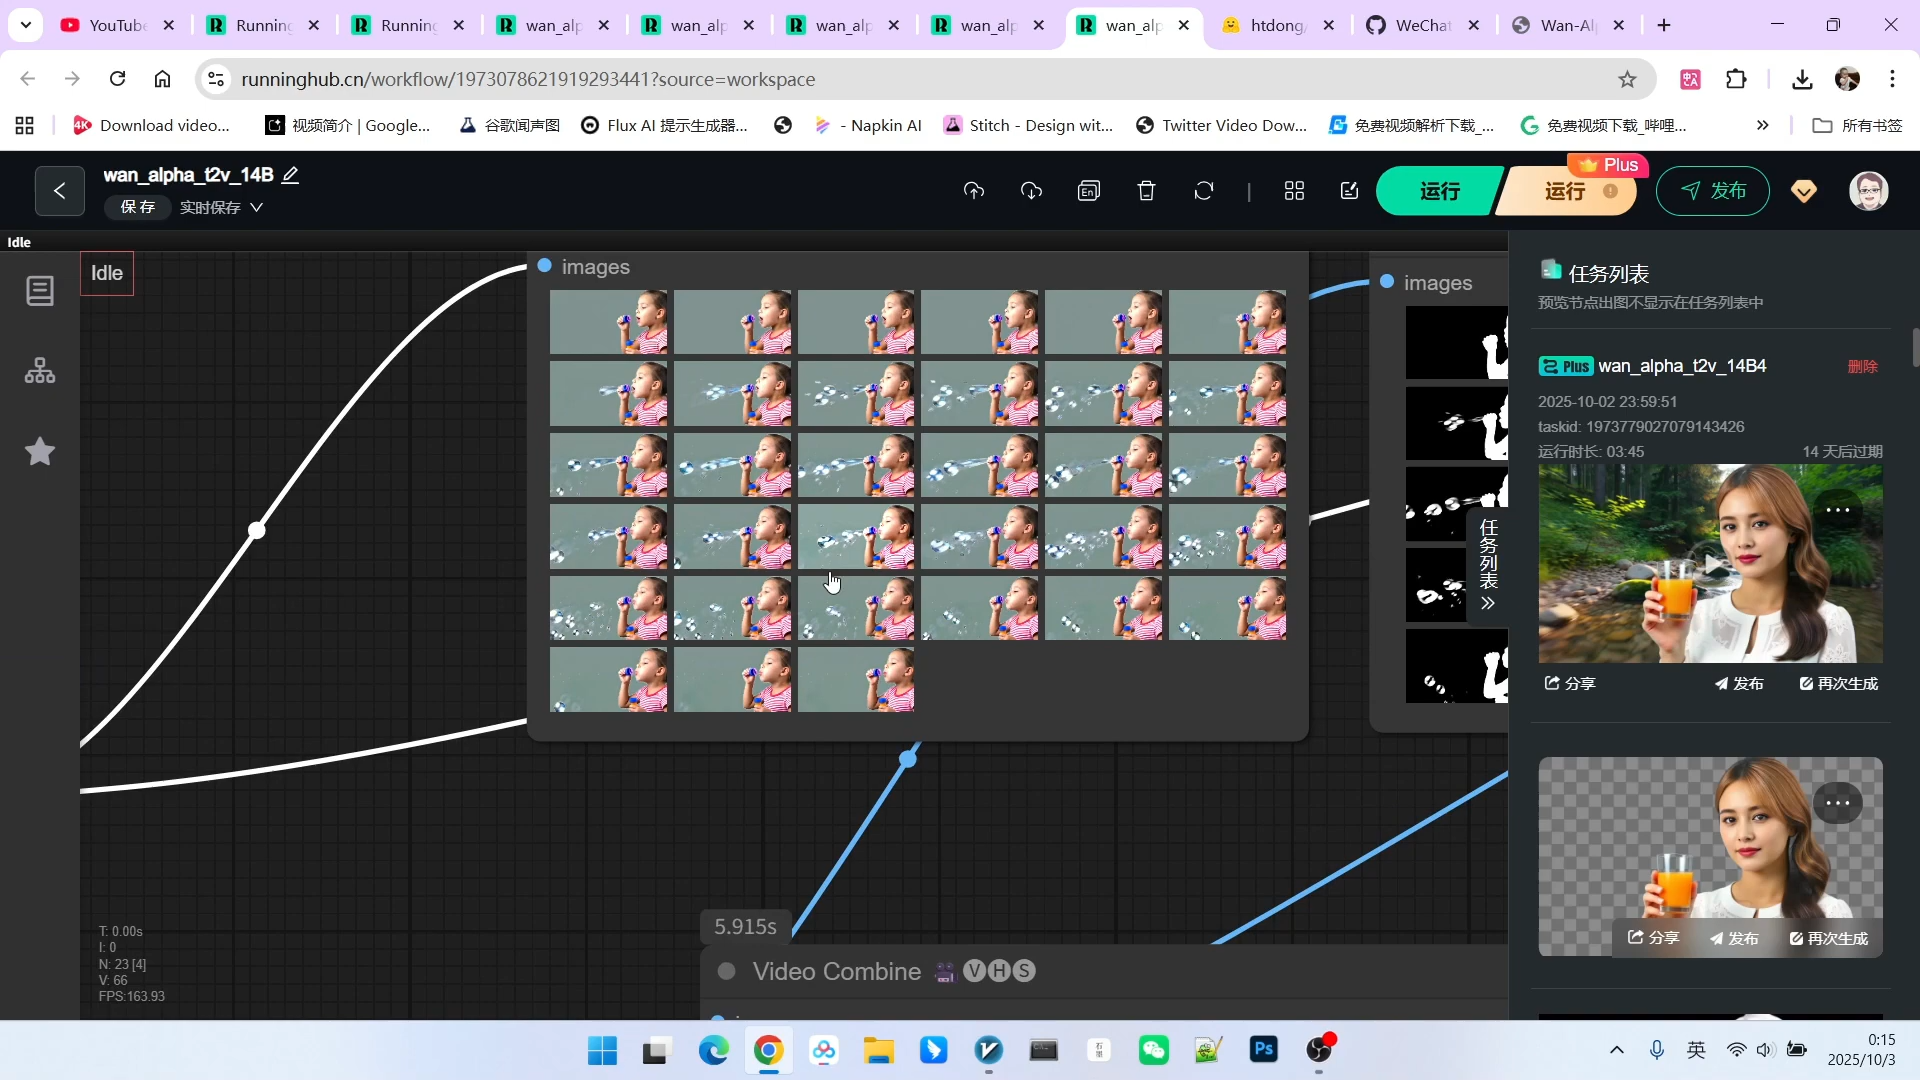 YouTube
Running
Running
wan_alp
wan_alp
wan_alp
wan_alp
wan_alp
htdong/
WeChat
Wan-Al
runninghub.cn/workflow/1973078621919293441?source=workspace
4K Download video...
视频简介 | Google...
谷歌闻声图
Flux AI 提示生成器...
- Napkin AI
Stitch - Design wit...
Twitter Video Dow...
免费视频解析下载_...
免费视频下载_哔哩...
»
所有书签
wan_alpha_t2v_14B
保 存
实时保存
En
运行
运行
Plus
发布
Idle
Idle
images
images
任务列表
预览节点出图不显示在任务列表中
Plus wan_alpha_t2v_14B4
删除
2025-10-02 23:59:51
taskid: 1973779027079143426
运行时长: 03:45
14 天后过期
任务列表
分享
发布
再次生成
分享
发布
再次生成
5.915s
Video Combine VHS
T: 0.00s
I: 0
N: 23 [4]
V: 66
FPS:163.93
Ps
英
0:15
2025/10/3